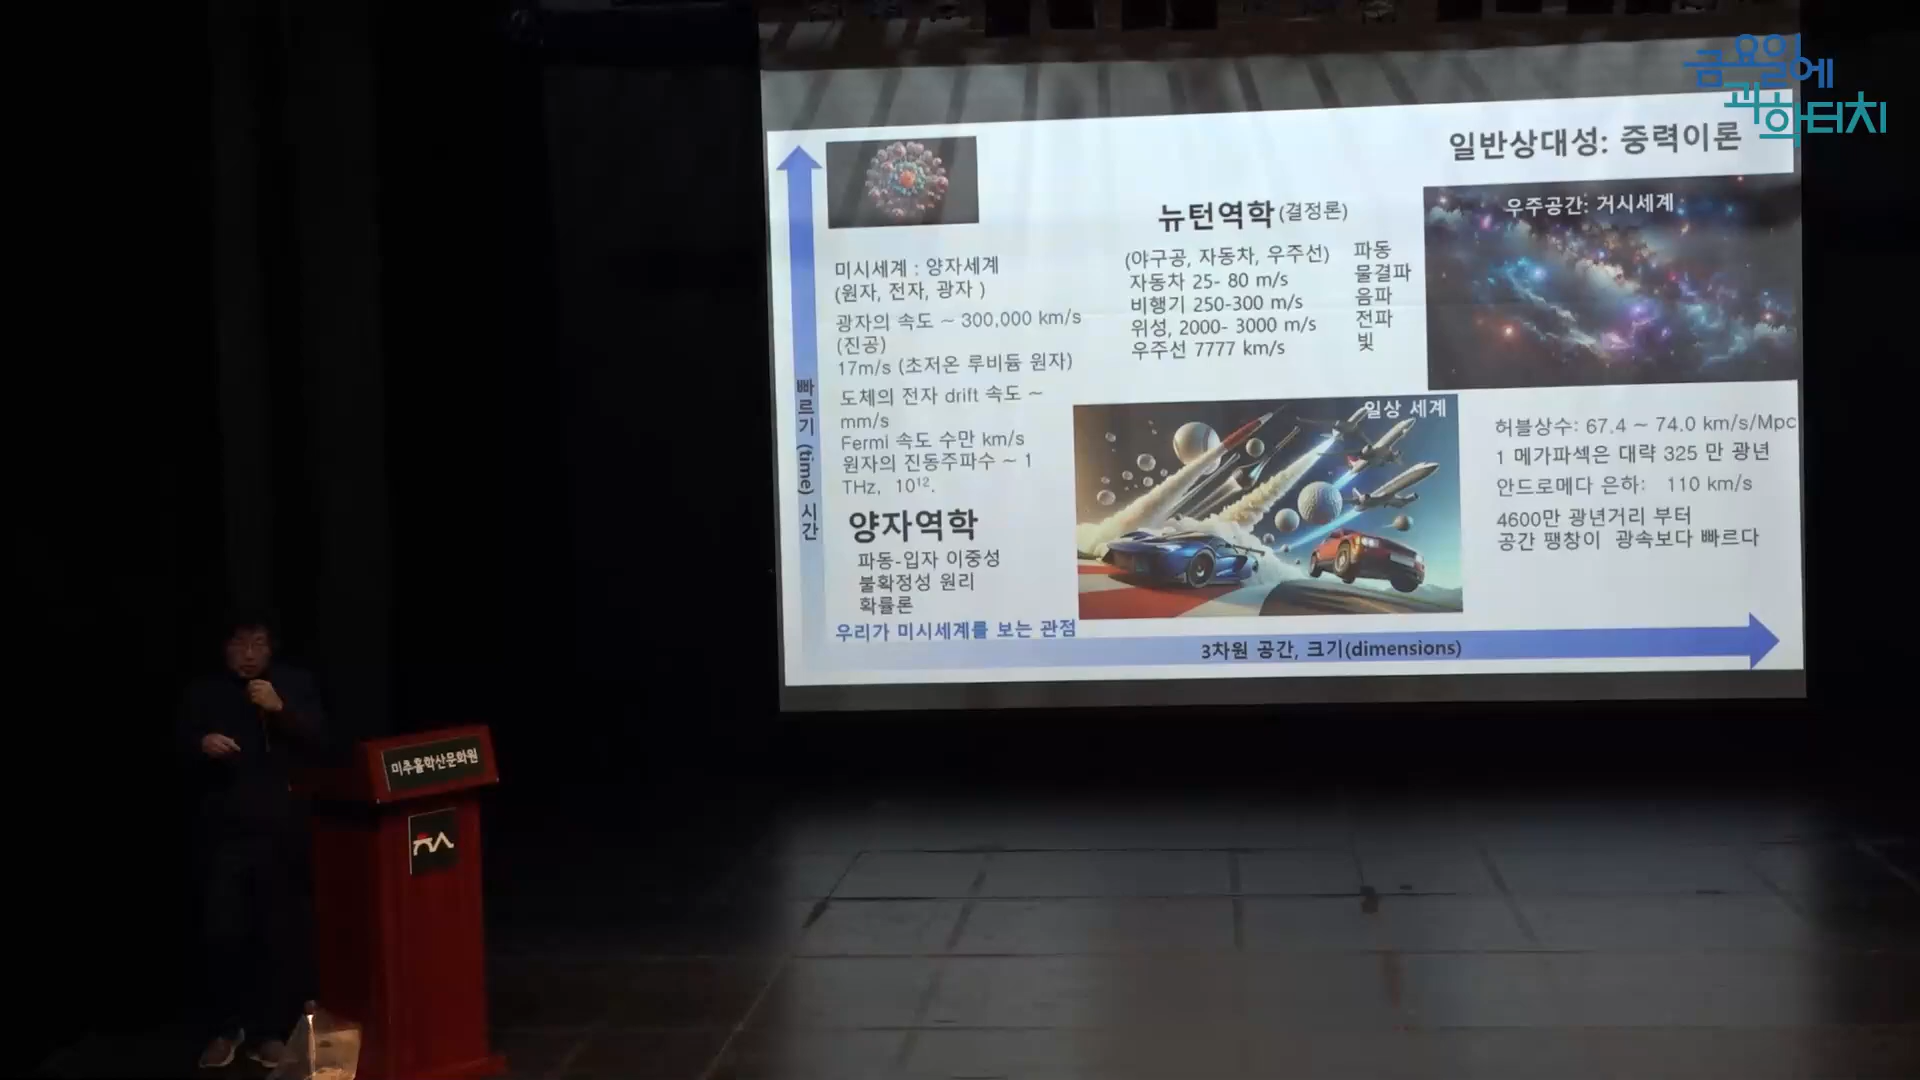 금요일에
과학터치
일반상대성: 중력이론
뉴턴역학 (결정론)
우주공간: 거시세계
(야구공, 자동차, 우주선)
자동차 25- 80 m/s
비행기 250-300 m/s
위성, 2000- 3000 m/s
우주선 7777 km/s
파동
물결파
음파
전파
빛
미시세계 : 양자세계
(원자, 전자, 광자 )
광자의 속도 ~ 300,000 km/s
(진공)
17m/s (초저온 루비듐 원자)
도체의 전자 drift 속도 ~
mm/s
FermI 속도 수만 km/s
원자의 진동주파수 ~ 1
THz, 10¹².
양자역학
파동-입자 이중성
불확정성 원리
확률론
우리가 미시세계를 보는 관점
빠르기 (time) 시간
일상 세계
허블상수: 67.4 ~ 74.0 km/s/Mpc
1 메가파섹은 대략 325 만 광년
안드로메다 은하: 110 km/s
4600만 광년거리 부터
공간 팽창이 광속보다 빠르다
3차원 공간, 크기(dimensions)
미추홀학산문화원